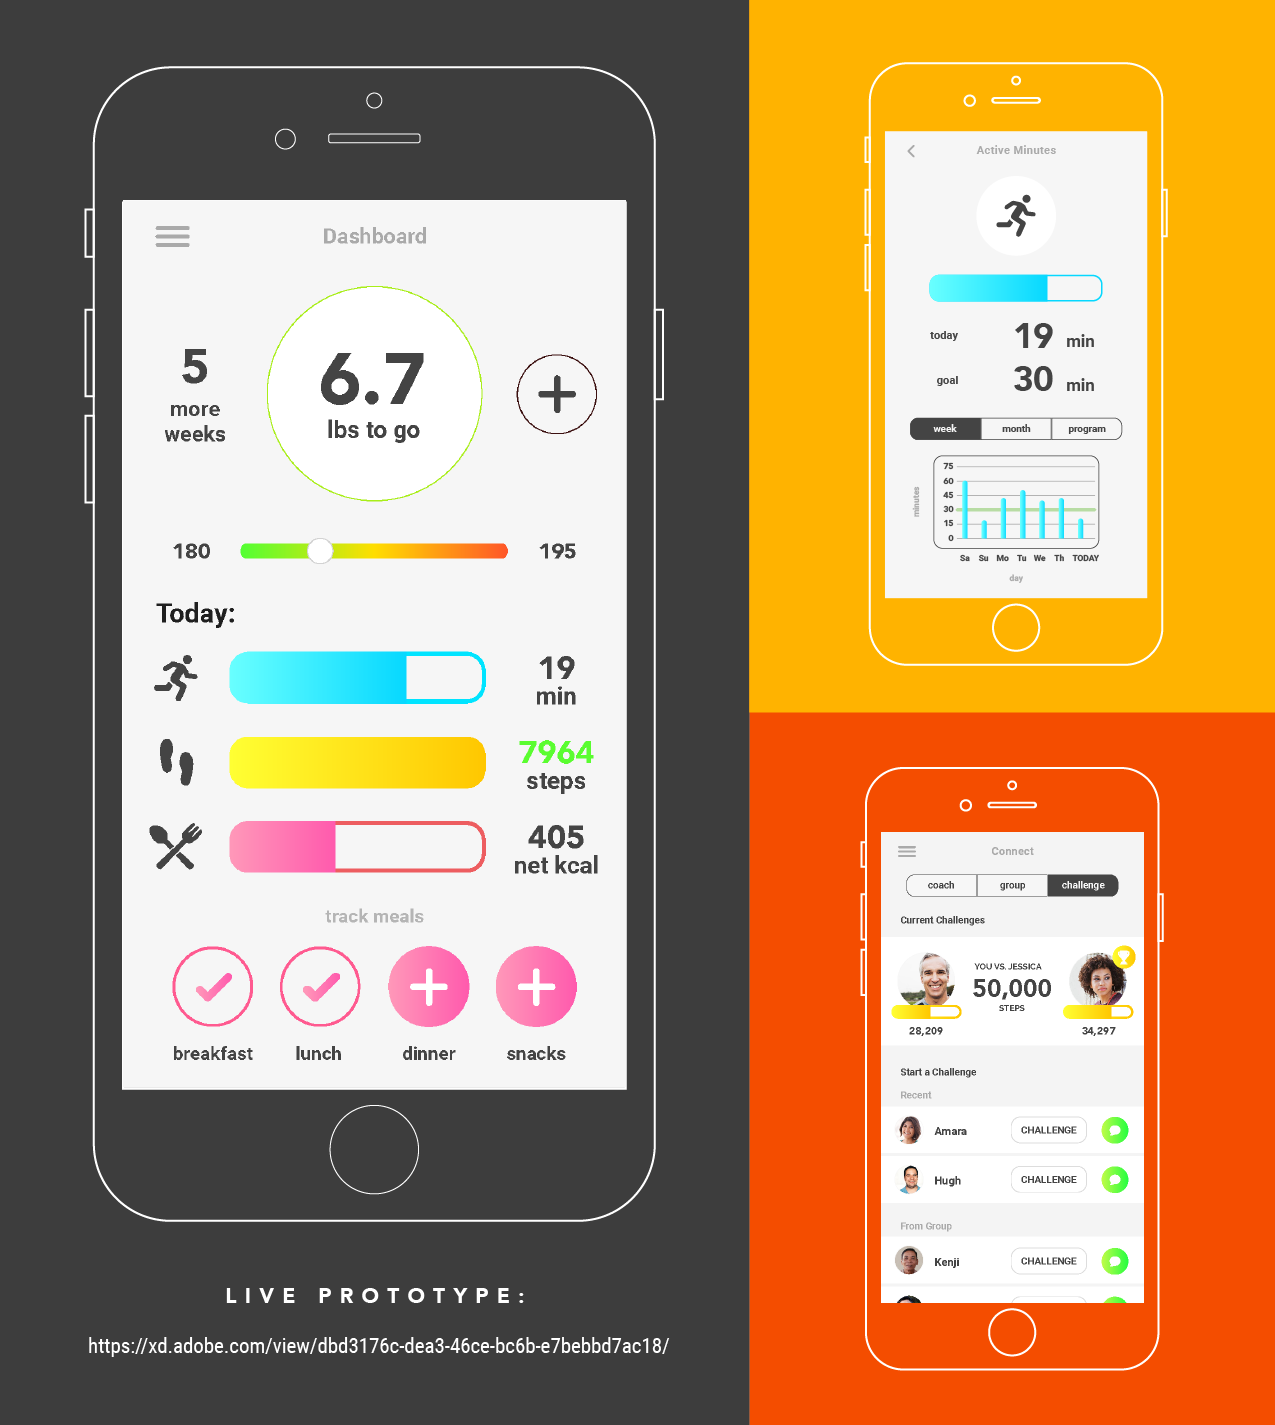 Dashboard
5
more
weeks
6.7
lbs to go
180
195
Today:
19
min
7964
steps
405
net kcal
track meals
breakfast
lunch
dinner
snacks
LIVE PROTOTYPE:
https://xd.adobe.com/view/dbd3176c-dea3-46ce-bc6b-e7bebbd7ac18/
Active Minutes
today 19 min
goal 30 min
week month program
minutes
75
60
45
30
15
0
Sa Su Mo Tu We Th TODAY
day
Connect
coach group challenge
Current Challenges
YOU VS. JESSICA
50,000
STEPS
28,209
34,297
Start a Challenge
Recent
Amara CHALLENGE
Hugh CHALLENGE
From Group
Kenji CHALLENGE